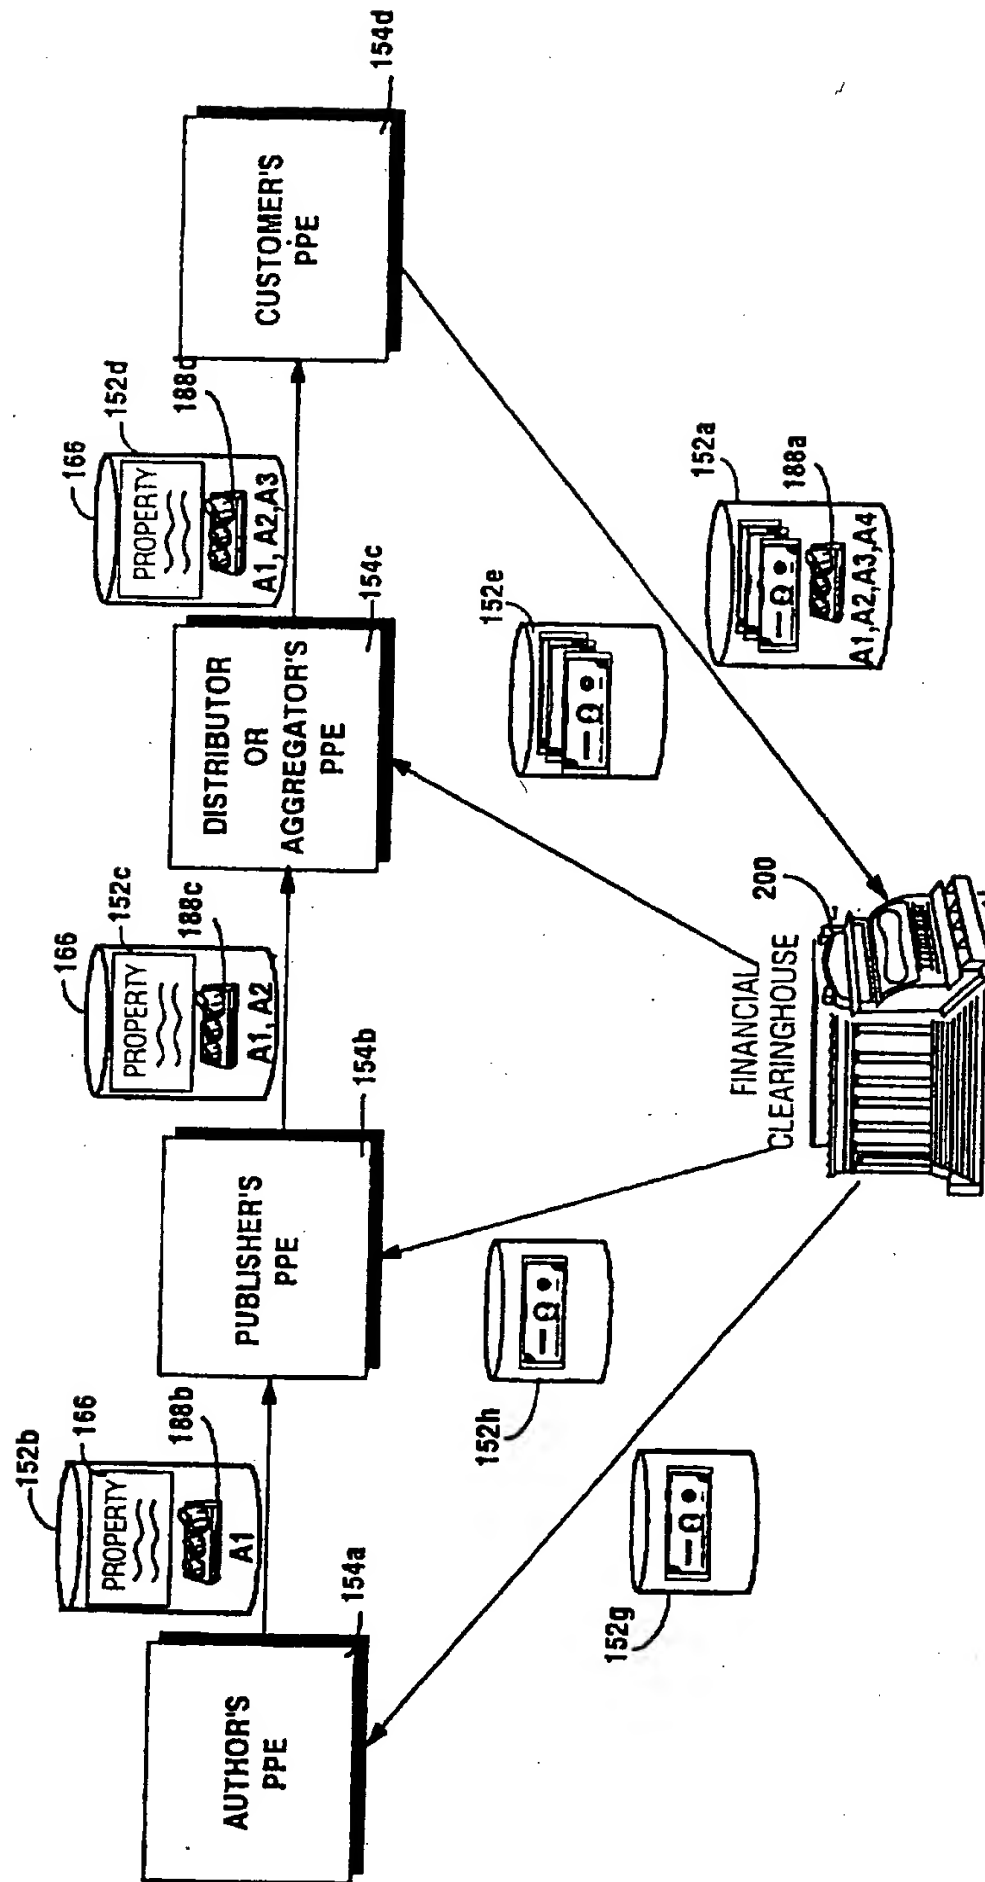 152b
166
PROPERTY
188b
A1
AUTHOR'S
PPE
154a
166
152c
PROPERTY
188c
A1, A2
PUBLISHER'S
PPE
154b
166
152d
PROPERTY
188d
A1, A2,A3
DISTRIBUTOR
OR
AGGREGATOR'S
PPE
154c
CUSTOMER'S
PPE
154d
152g
152h
152e
152a
188a
A1,A2,A3,A4
FINANCIAL
CLEARINGHOUSE
200